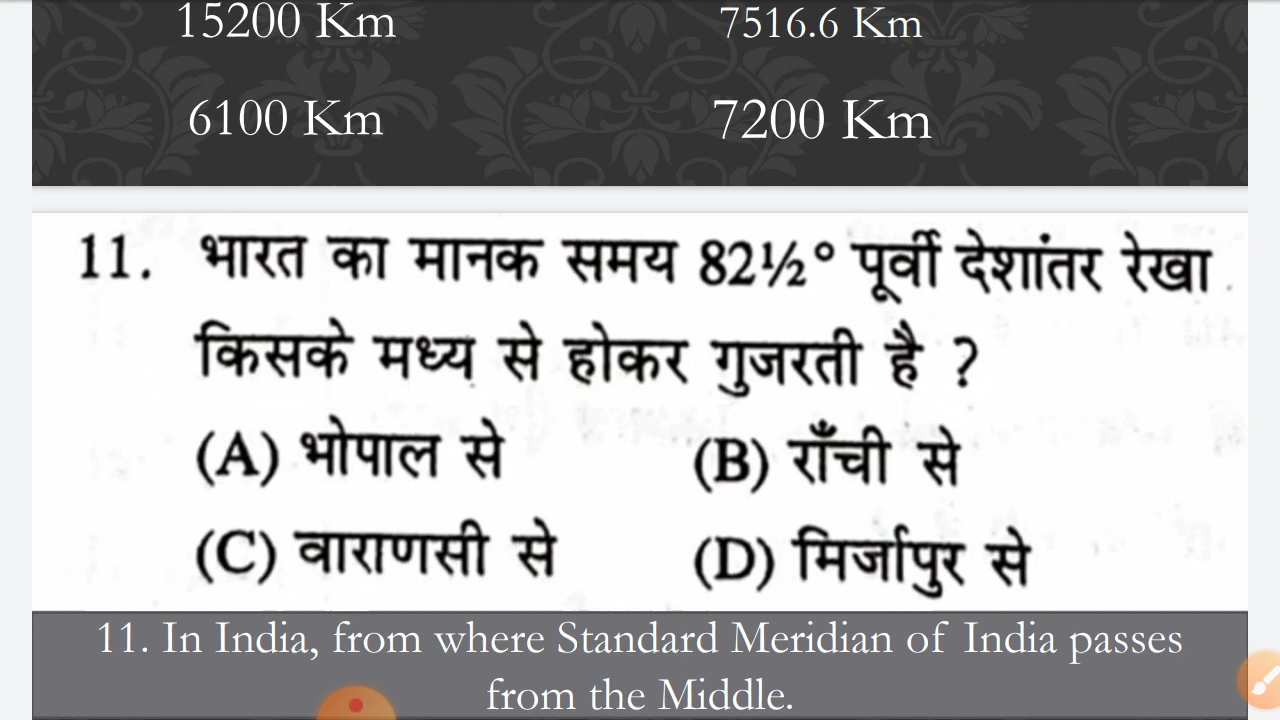 15200 Km 7516.6 Km
6100 Km 7200 Km
11. भारत का मानक समय 82½° पूर्वी देशांतर रेखा
किसके मध्य से होकर गुजरती है ?
(A) भोपाल से (B) राँची से
(C) वाराणसी से (D) मिर्जापुर से
11. In India, from where Standard Meridian of India passes
from the Middle.